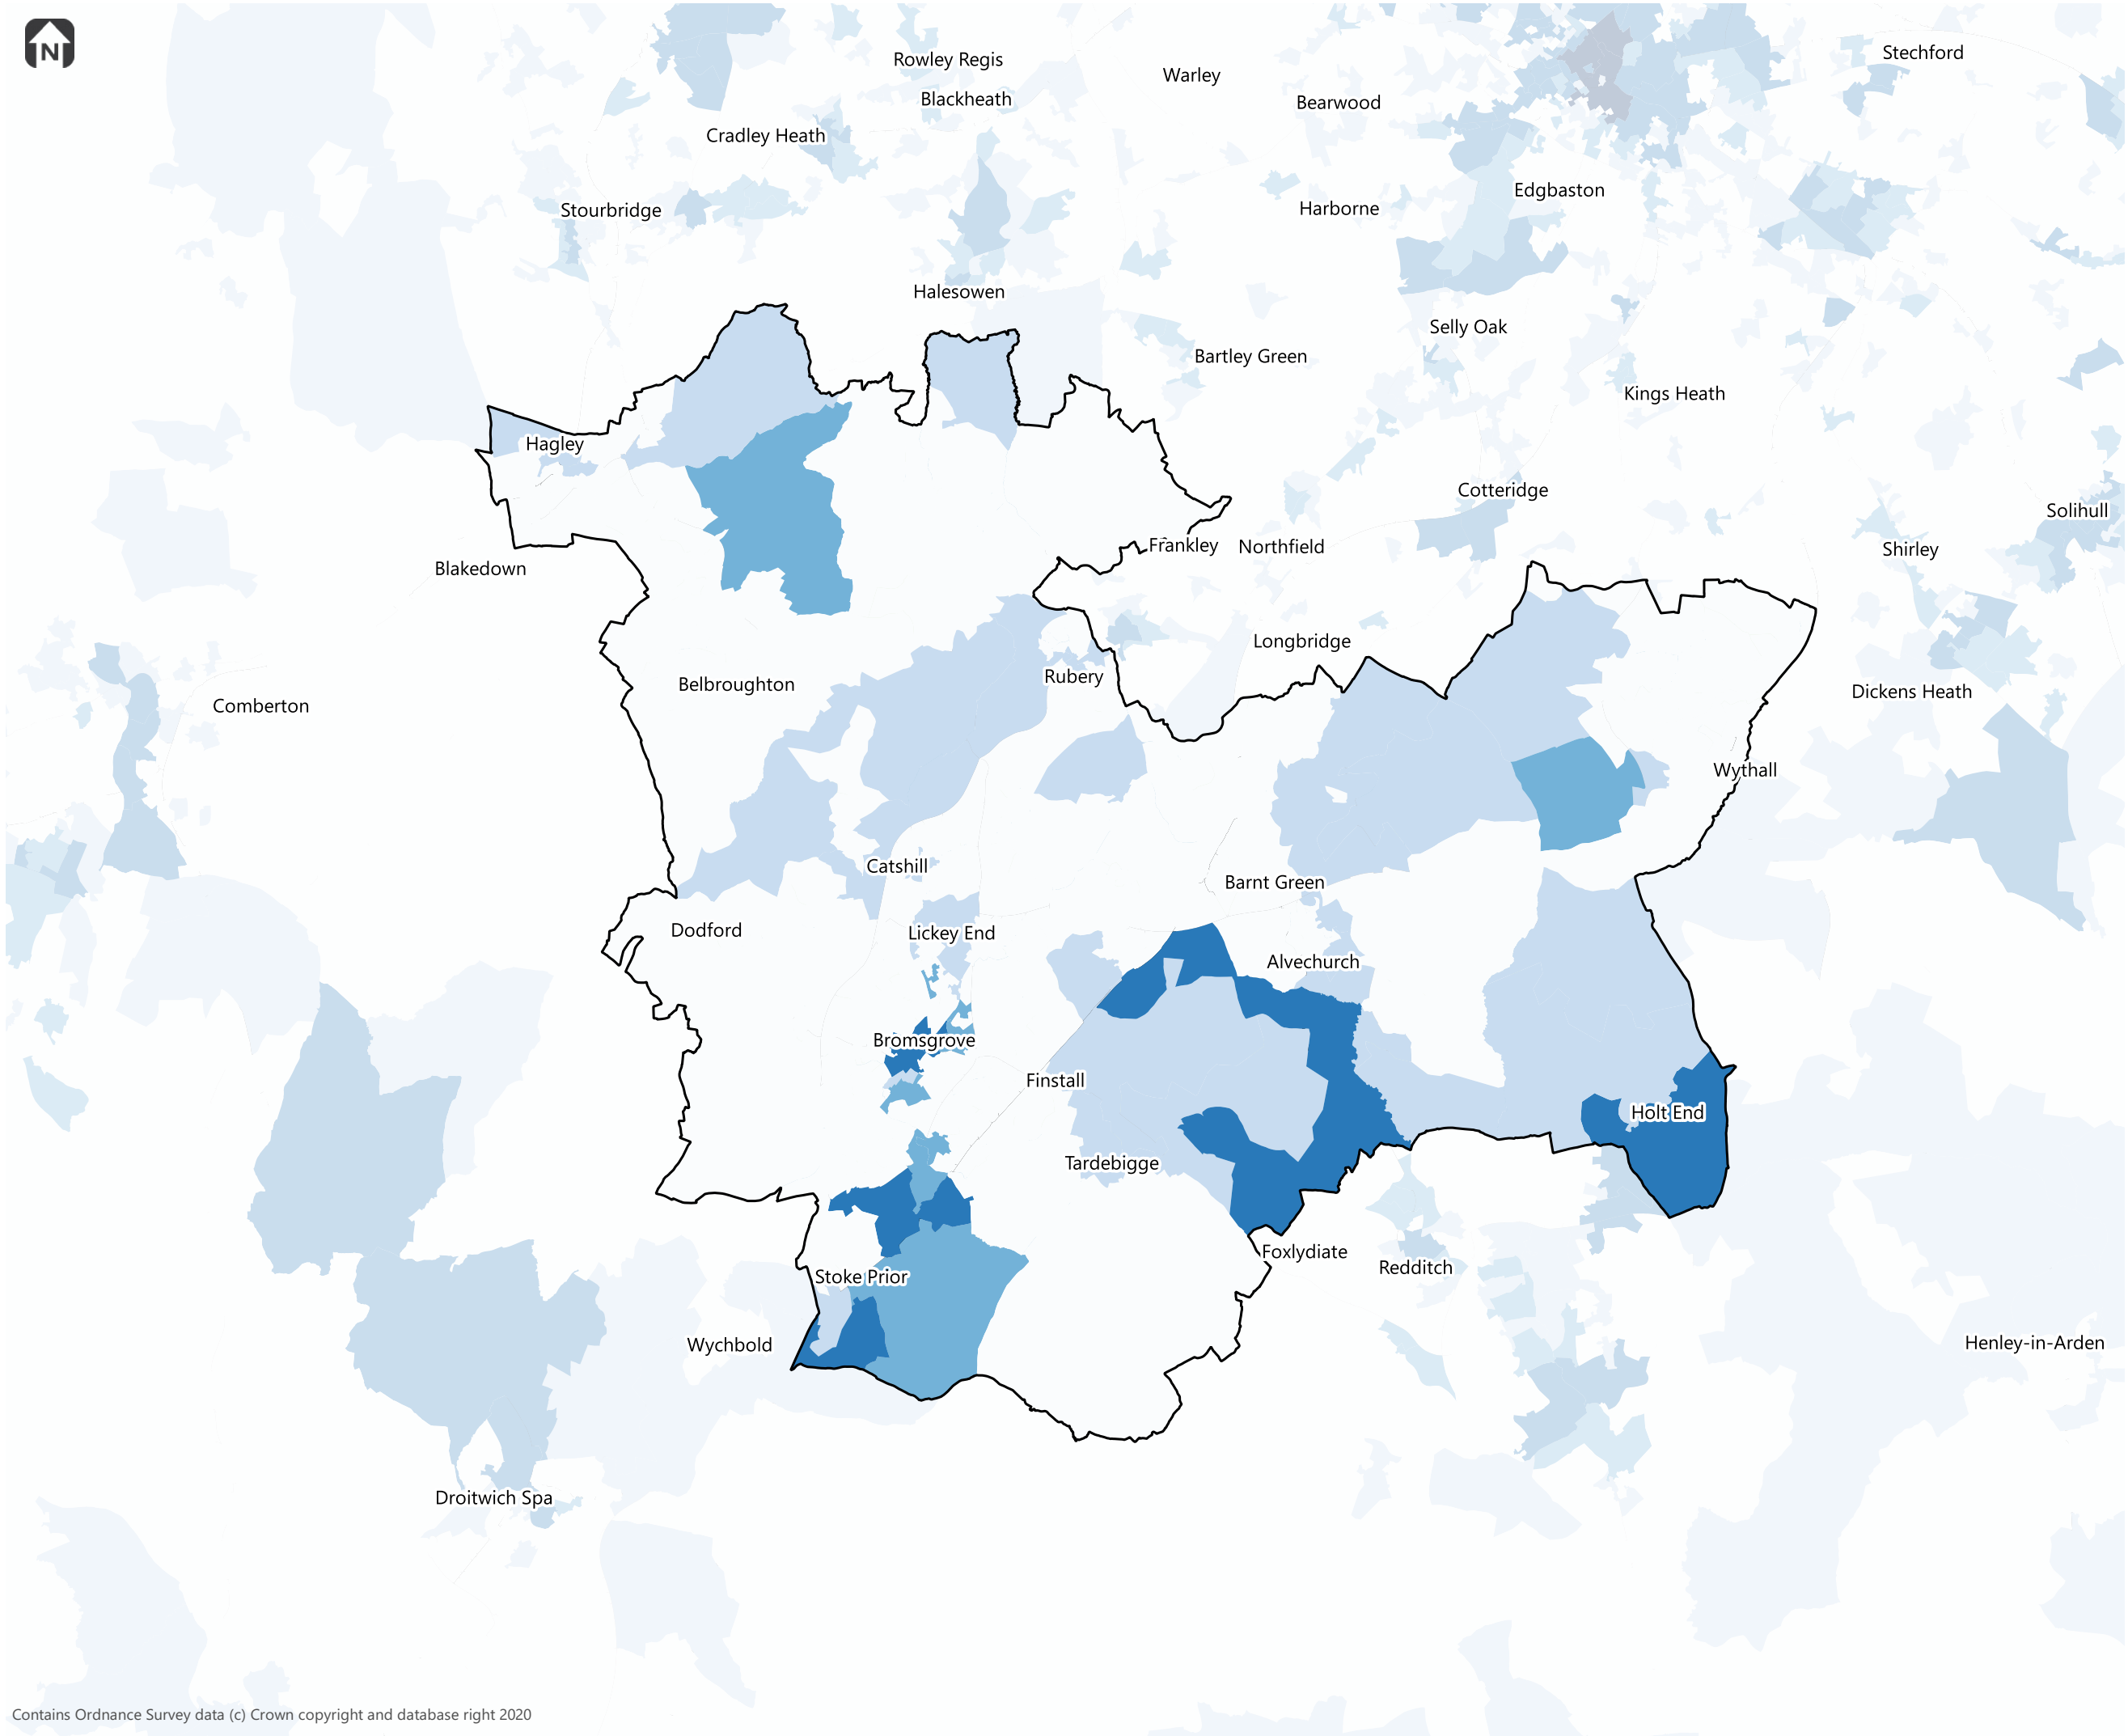 N
Rowley Regis
Stechford
Warley
Blackheath
Bearwood
Cradley Heath
Edgbaston
Stourbridge
Harborne
Halesowen
Selly Oak
Bartley Green
Kings Heath
Hagley
Cotteridge
Solihull
Frankley
Northfield
Shirley
Blakedown
Longbridge
Rubery
Belbroughton
Dickens Heath
Comberton
Wythall
Catshill
Barnt Green
Dodford
Lickey End
Alvechurch
Bromsgrove
Finstall
Holt End
Tardebigge
Foxlydiate
Redditch
Stoke Prior
Wychbold
Henley-in-Arden
Droitwich Spa
Contains Ordnance Survey data (c) Crown copyright and database right 2020